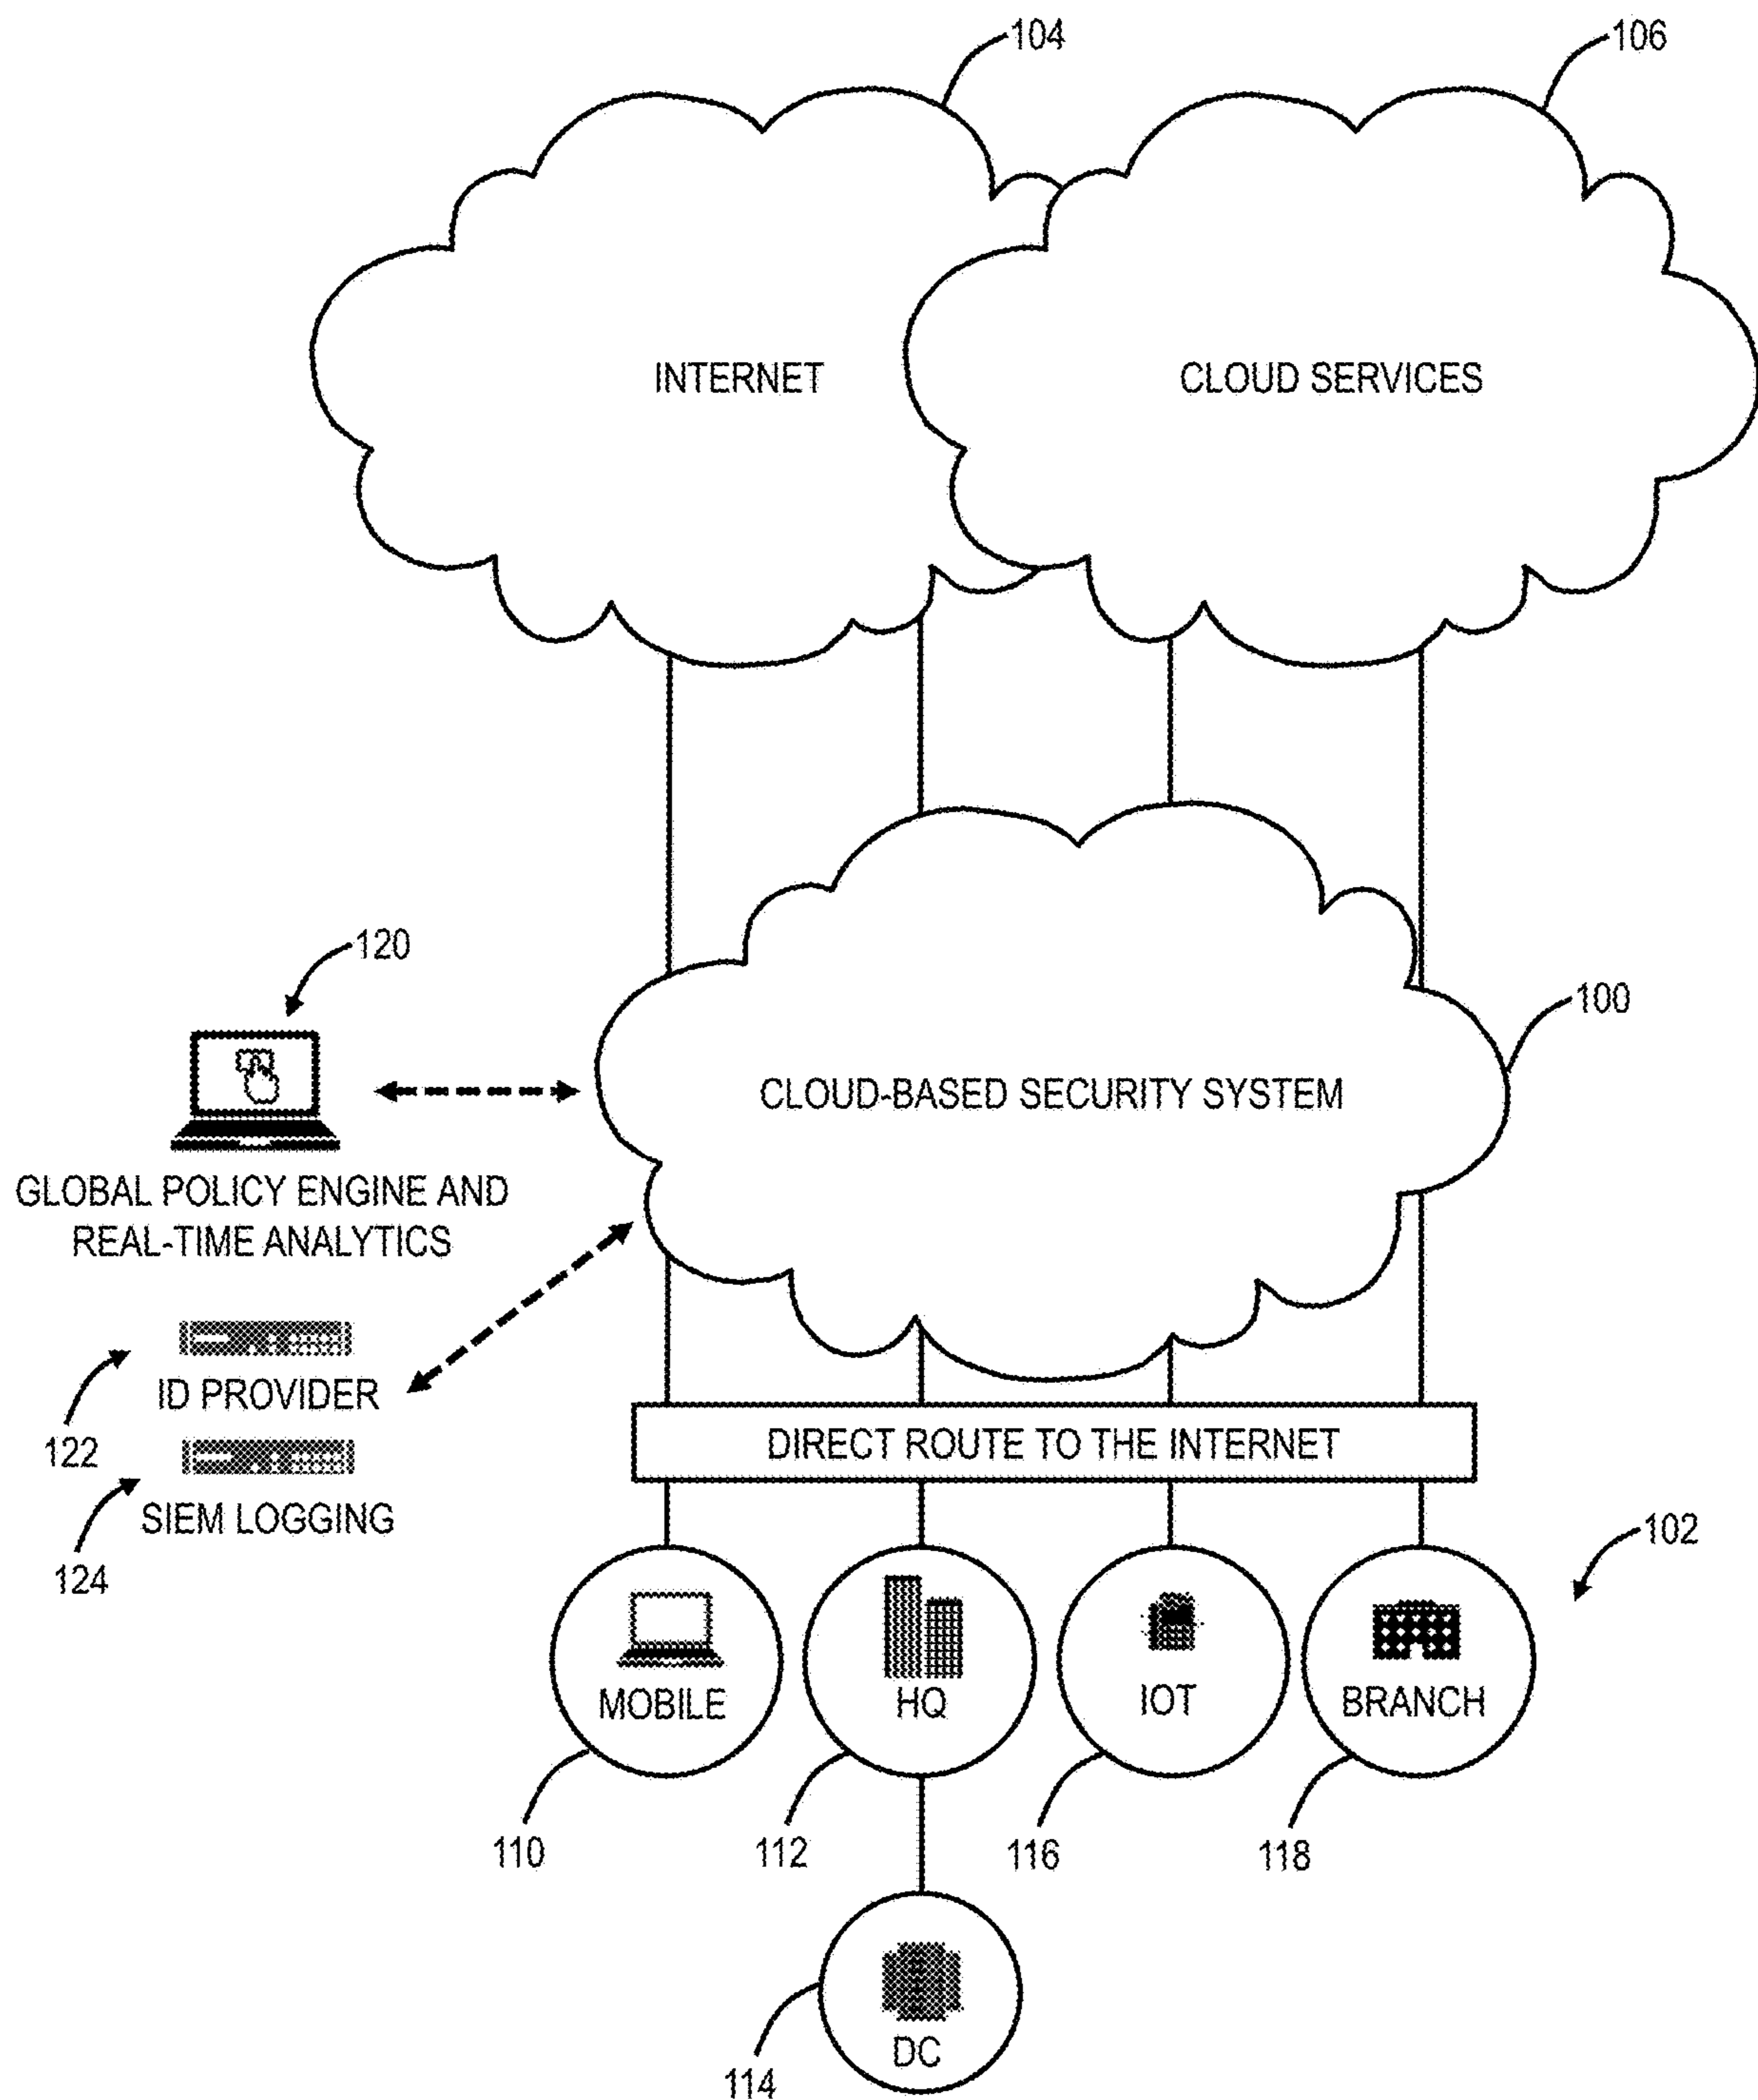 104
106
INTERNET
CLOUD SERVICES
120
100
CLOUD-BASED SECURITY SYSTEM
GLOBAL POLICY ENGINE AND
REAL-TIME ANALYTICS
ID PROVIDER
122
DIRECT ROUTE TO THE INTERNET
SIEM LOGGING
124
102
MOBILE
HQ
IOT
BRANCH
110
112
116
118
DC
114